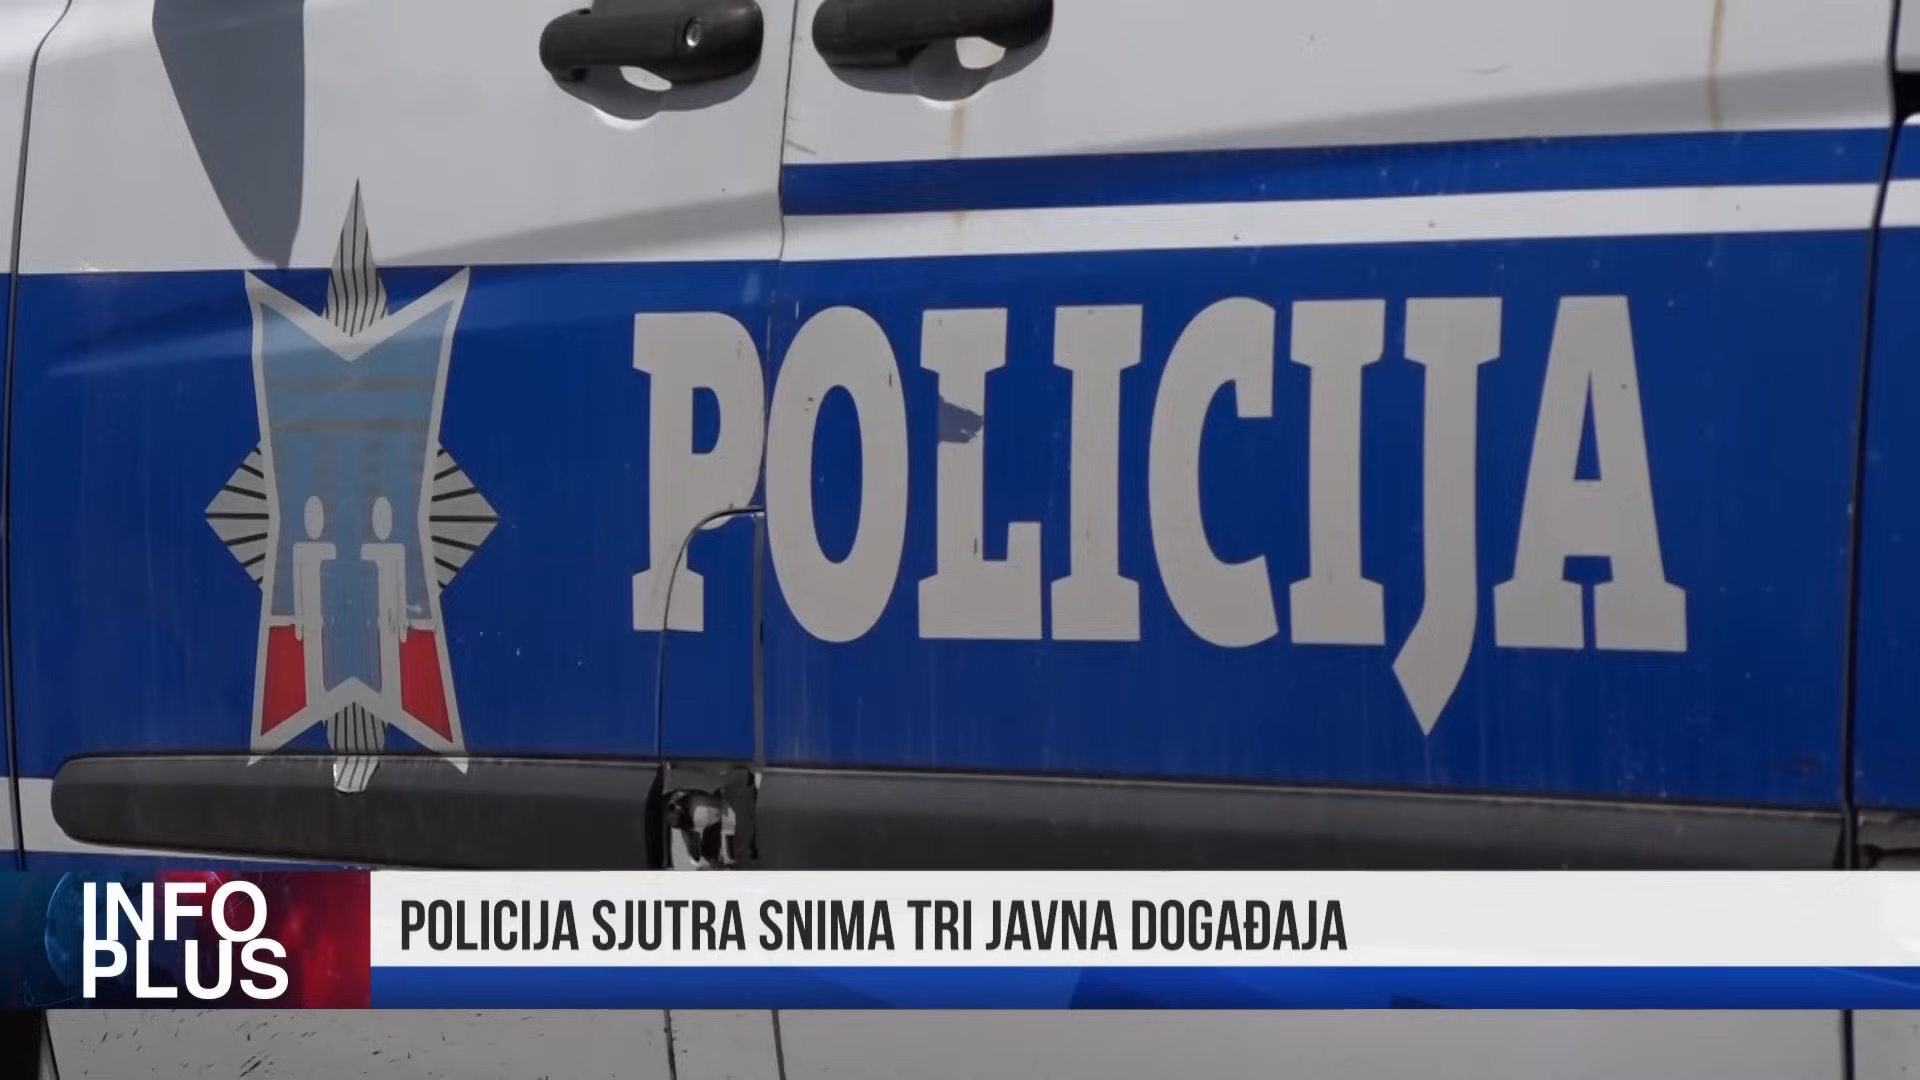 POLICIJA
INFO
PLUS
POLICIJA SJUTRA SNIMA TRI JAVNA DOGAĐAJA